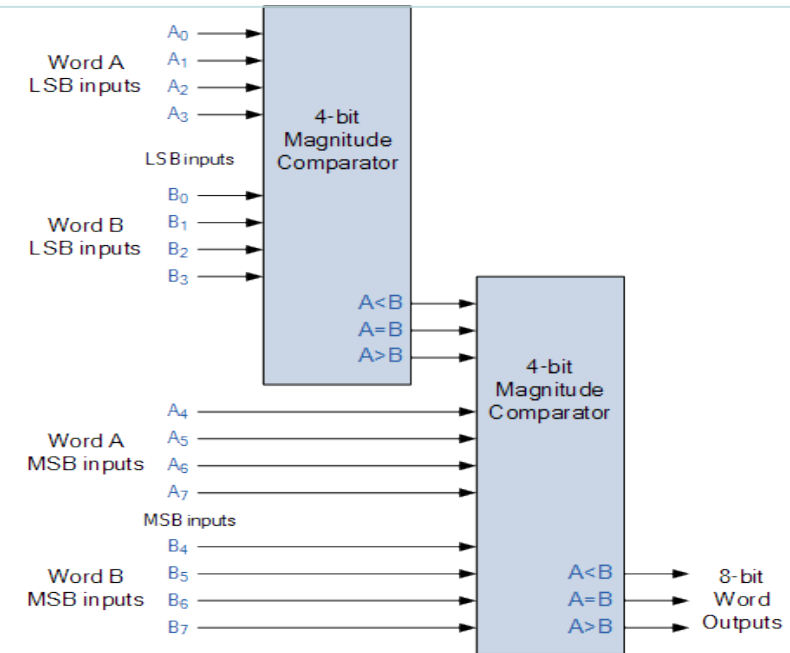 Word A
LSB inputs
A₀
A₁
A₂
A₃
LSB inputs
Word B
LSB inputs
B₀
B₁
B₂
B₃
4-bit
Magnitude
Comparator
A<B
A=B
A>B
Word A
MSB inputs
A₄
A₅
A₆
A₇
MSB inputs
Word B
MSB inputs
B₄
B₅
B₆
B₇
4-bit
Magnitude
Comparator
A<B
A=B
A>B
8-bit
Word
Outputs